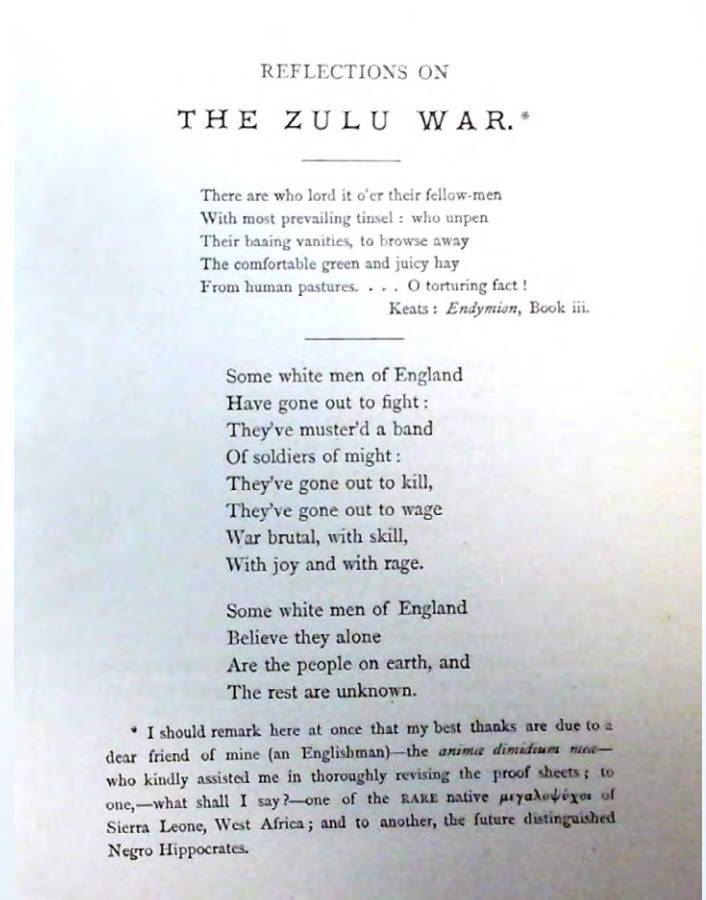 REFLECTIONS ON
THE ZULU WAR.*
There are who lord it o'er their fellow-men
With most prevailing tinsel : who unpen
Their baaing vanities, to browse away
The comfortable green and juicy hay
From human pastures. . . . O torturing fact !
Keats : Endymion, Book iii.
Some white men of England
Have gone out to fight :
They've muster'd a band
Of soldiers of might :
They've gone out to kill,
They've gone out to wage
War brutal, with skill,
With joy and with rage.
Some white men of England
Believe they alone
Are the people on earth, and
The rest are unknown.
* I should remark here at once that my best thanks are due to a
dear friend of mine (an Englishman)—the animæ dimidium meæ—
who kindly assisted me in thoroughly revising the proof sheets ; to
one,—what shall I say ?—one of the RARE native μεγαλοψύχοι of
Sierra Leone, West Africa ; and to another, the future distinguished
Negro Hippocrates.